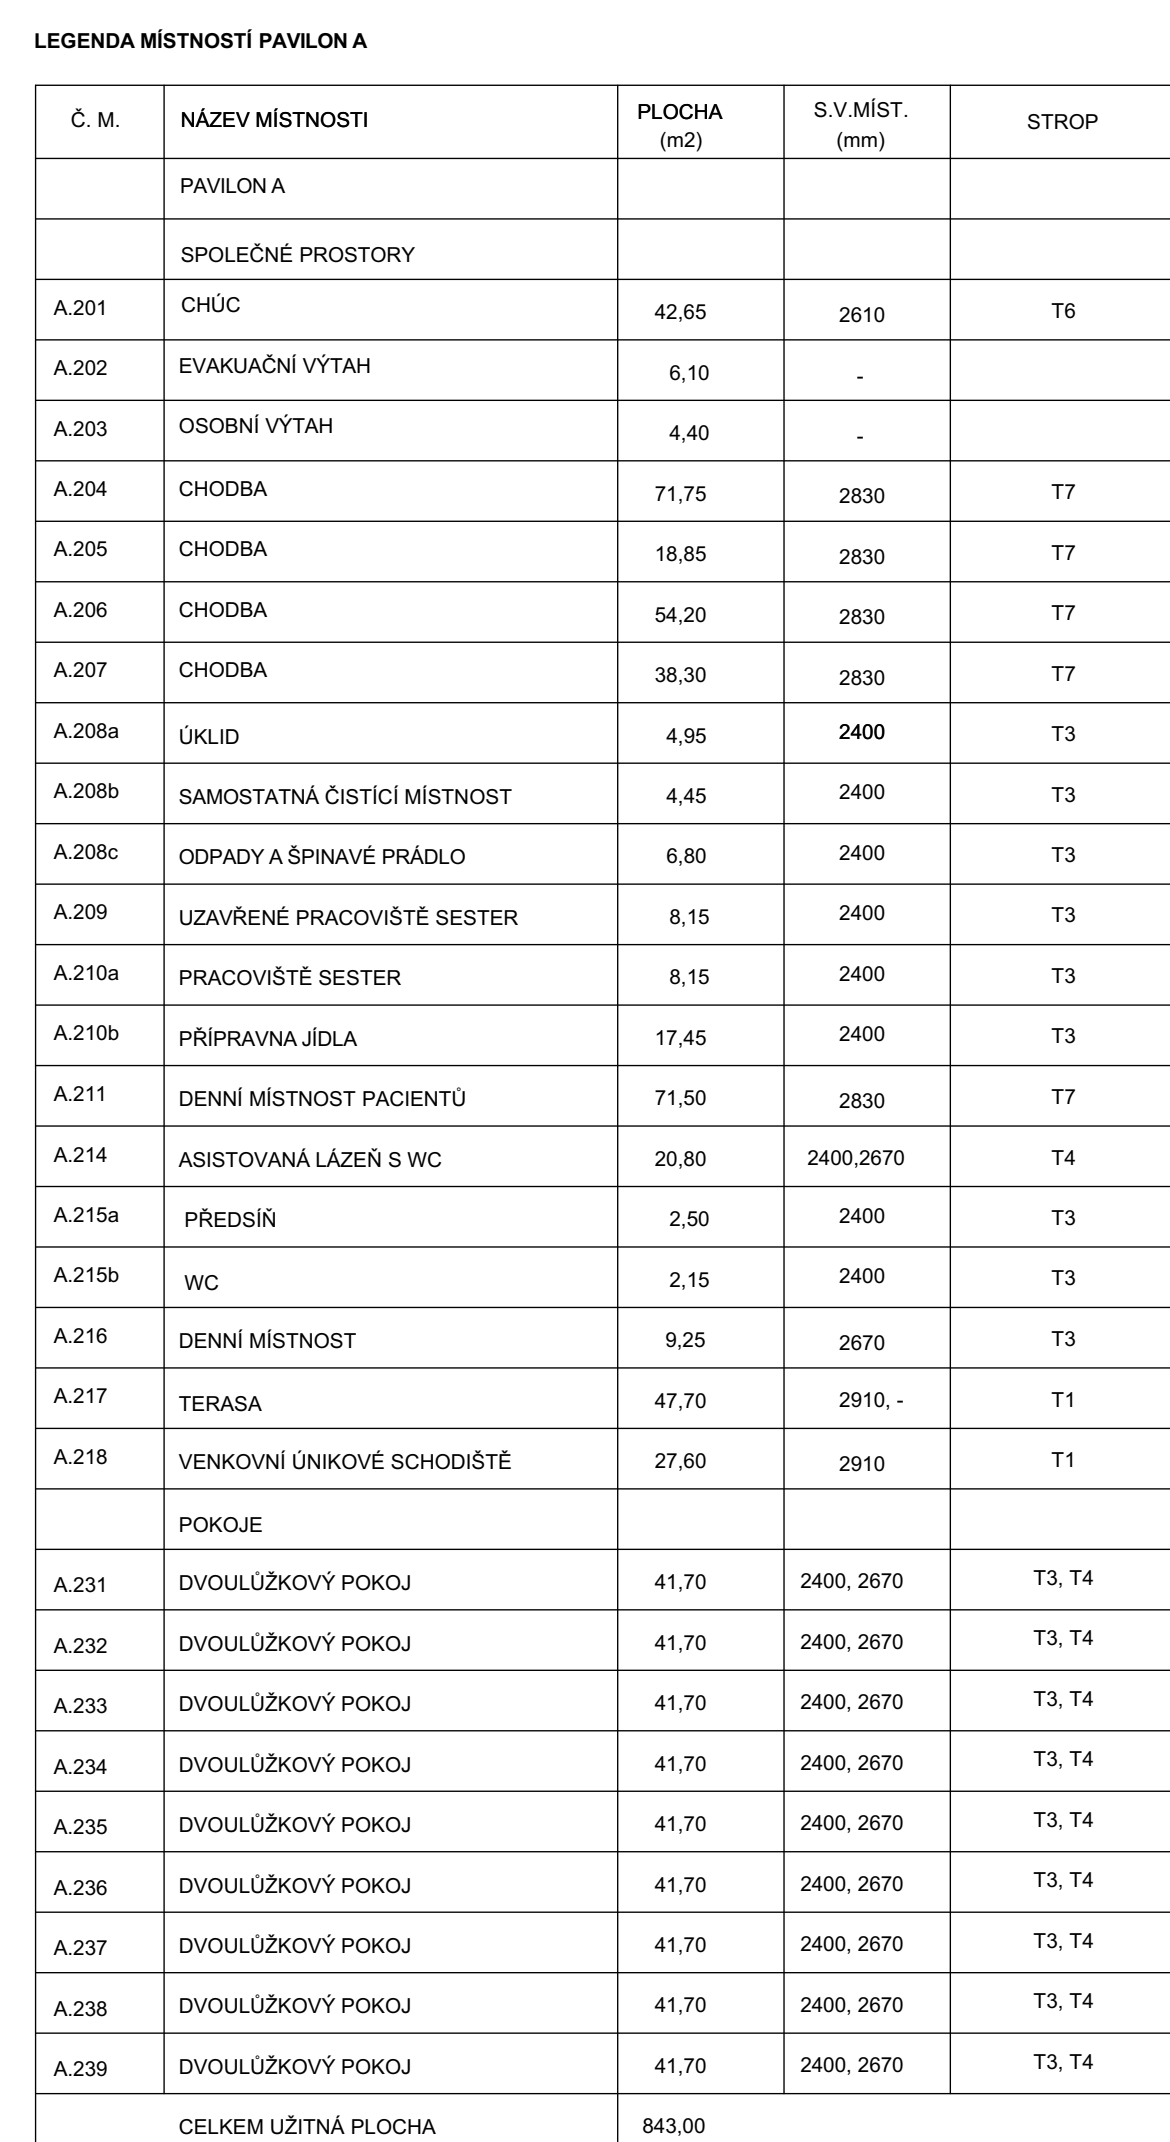 LEGENDA MÍSTNOSTÍ PAVILON A
Č. M. NÁZEV MÍSTNOSTI PLOCHA (m2) S.V.MÍST. (mm) STROP
PAVILON A
SPOLEČNÉ PROSTORY
A.201 CHÚC 42,65 2610 T6
A.202 EVAKUAČNÍ VÝTAH 6,10 -
A.203 OSOBNÍ VÝTAH 4,40 -
A.204 CHODBA 71,75 2830 T7
A.205 CHODBA 18,85 2830 T7
A.206 CHODBA 54,20 2830 T7
A.207 CHODBA 38,30 2830 T7
A.208a ÚKLID 4,95 2400 T3
A.208b SAMOSTATNÁ ČISTÍCÍ MÍSTNOST 4,45 2400 T3
A.208c ODPADY A ŠPINAVÉ PRÁDLO 6,80 2400 T3
A.209 UZAVŘENÉ PRACOVIŠTĚ SESTER 8,15 2400 T3
A.210a PRACOVIŠTĚ SESTER 8,15 2400 T3
A.210b PŘÍPRAVNA JÍDLA 17,45 2400 T3
A.211 DENNÍ MÍSTNOST PACIENTŮ 71,50 2830 T7
A.214 ASISTOVANÁ LÁZEŇ S WC 20,80 2400,2670 T4
A.215a PŘEDSÍŇ 2,50 2400 T3
A.215b WC 2,15 2400 T3
A.216 DENNÍ MÍSTNOST 9,25 2670 T3
A.217 TERASA 47,70 2910, - T1
A.218 VENKOVNÍ ÚNIKOVÉ SCHODIŠTĚ 27,60 2910 T1
POKOJE
A.231 DVOULŮŽKOVÝ POKOJ 41,70 2400, 2670 T3, T4
A.232 DVOULŮŽKOVÝ POKOJ 41,70 2400, 2670 T3, T4
A.233 DVOULŮŽKOVÝ POKOJ 41,70 2400, 2670 T3, T4
A.234 DVOULŮŽKOVÝ POKOJ 41,70 2400, 2670 T3, T4
A.235 DVOULŮŽKOVÝ POKOJ 41,70 2400, 2670 T3, T4
A.236 DVOULŮŽKOVÝ POKOJ 41,70 2400, 2670 T3, T4
A.237 DVOULŮŽKOVÝ POKOJ 41,70 2400, 2670 T3, T4
A.238 DVOULŮŽKOVÝ POKOJ 41,70 2400, 2670 T3, T4
A.239 DVOULŮŽKOVÝ POKOJ 41,70 2400, 2670 T3, T4
CELKEM UŽITNÁ PLOCHA 843,00